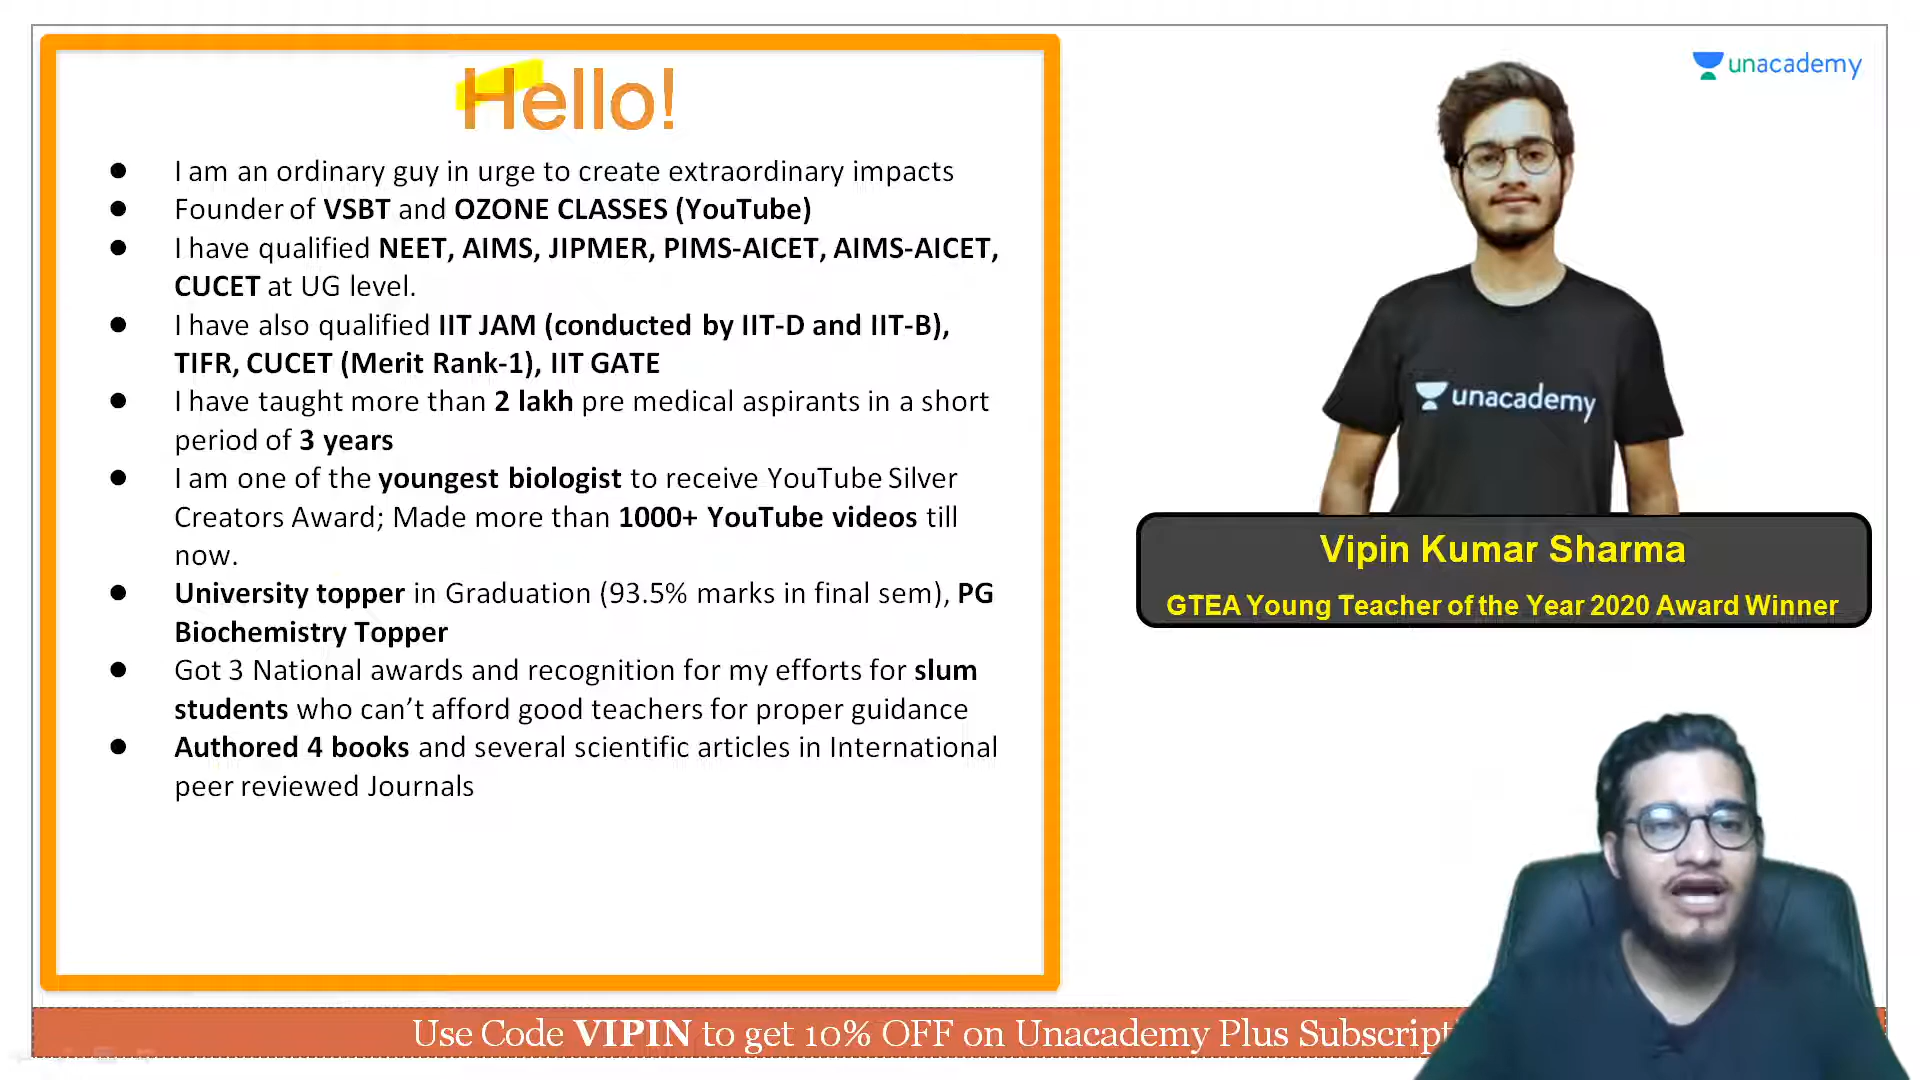 Hello!
● I am an ordinary guy in urge to create extraordinary impacts
● Founder of VSBT and OZONE CLASSES (YouTube)
● I have qualified NEET, AIMS, JIPMER, PIMS-AICET, AIMS-AICET,
CUCET at UG level.
● I have also qualified IIT JAM (conducted by IIT-D and IIT-B),
TIFR, CUCET (Merit Rank-1), IIT GATE
● I have taught more than 2 lakh pre medical aspirants in a short
period of 3 years
● I am one of the youngest biologist to receive YouTube Silver
Creators Award; Made more than 1000+ YouTube videos till
now.
● University topper in Graduation (93.5% marks in final sem), PG
Biochemistry Topper
● Got 3 National awards and recognition for my efforts for slum
students who can’t afford good teachers for proper guidance
● Authored 4 books and several scientific articles in International
peer reviewed Journals
unacademy
unacademy
Vipin Kumar Sharma
GTEA Young Teacher of the Year 2020 Award Winner
Use Code VIPIN to get 10% OFF on Unacademy Plus Subscript